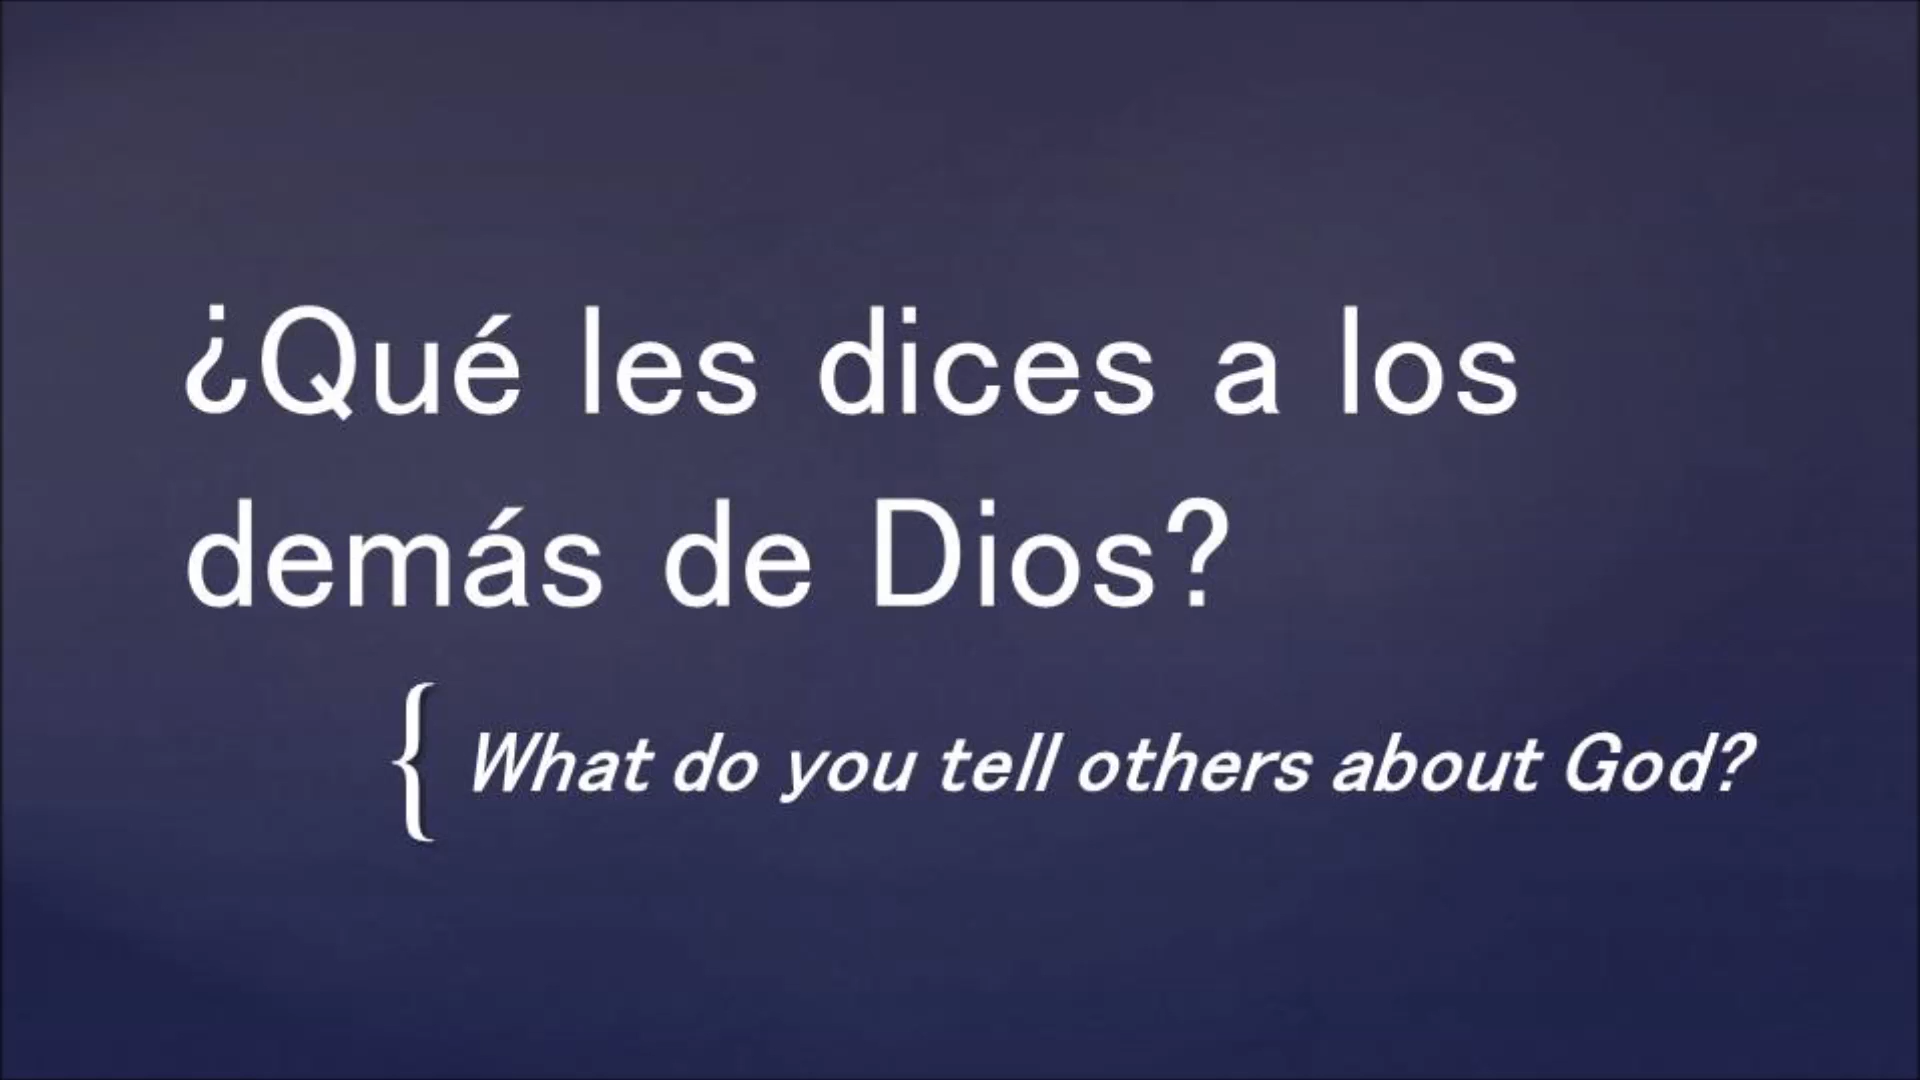 ¿Qué les dices a los
demás de Dios?
What do you tell others about God?